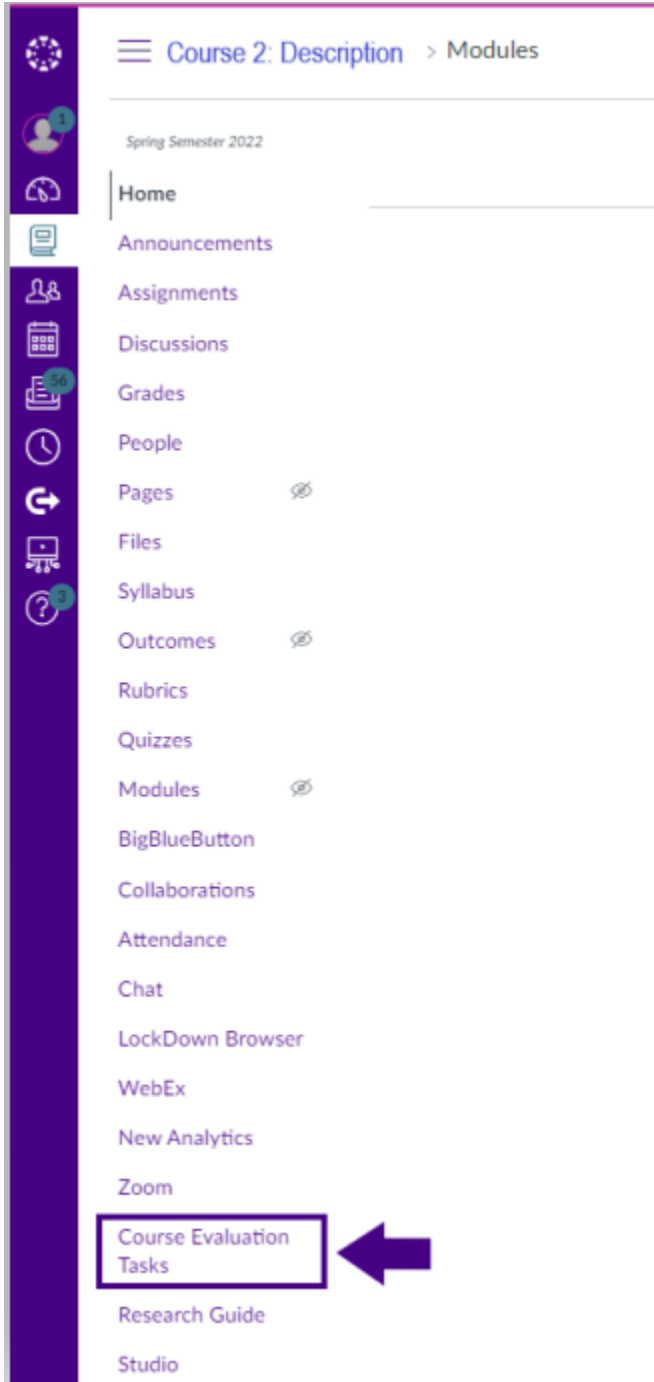 Course 2: Description > Modules
1
Spring Semester 2022
Home
Announcements
Assignments
Discussions
56
Grades
People
Pages
Files
Syllabus
3
Outcomes
Rubrics
Quizzes
Modules
BigBlueButton
Collaborations
Attendance
Chat
LockDown Browser
WebEx
New Analytics
Zoom
Course Evaluation
Tasks
Research Guide
Studio